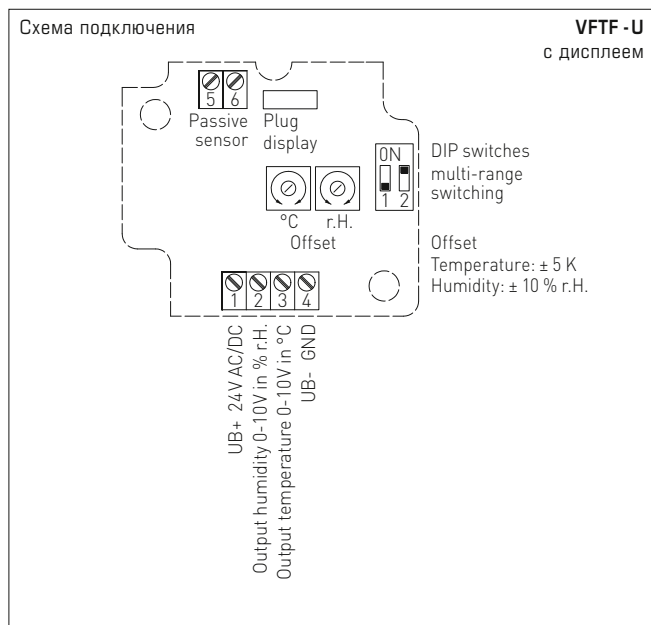 Схема подключения
VFTF - U
с дисплеем
5 6
Passive
sensor
Plug
display
ON
1 2
DIP switches
multi-range
switching
°C
r.H.
Offset
Offset
Temperature: ± 5 K
Humidity: ± 10 % r.H.
1 2 3 4
UB+ 24V AC/DC
Output humidity 0-10V in % r.H.
Output temperature 0-10V in °C
UB- GND